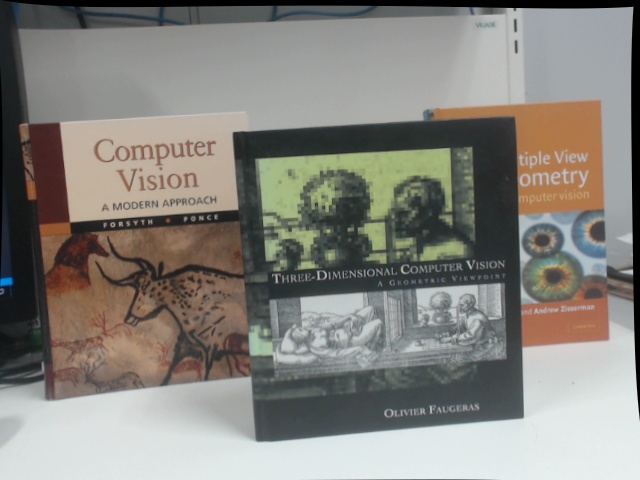 Computer
Vision
A MODERN APPROACH
FORSYTH • PONCE
THREE-DIMENSIONAL COMPUTER VISION
A GEOMETRIC VIEWPOINT
OLIVIER FAUGERAS
tiple View
ometry
mputer vision
and Andrew Zisserman